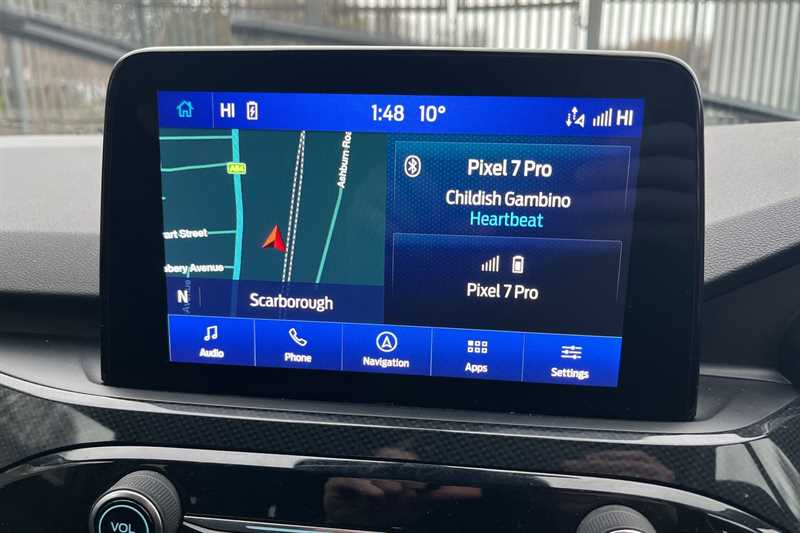 HI 1:48 10° HI
A64
Ashburn Roa
art Street
bery Avenue
N
Scarborough
Pixel 7 Pro
Childish Gambino
Heartbeat
Pixel 7 Pro
Audio Phone Navigation Apps Settings
VOL